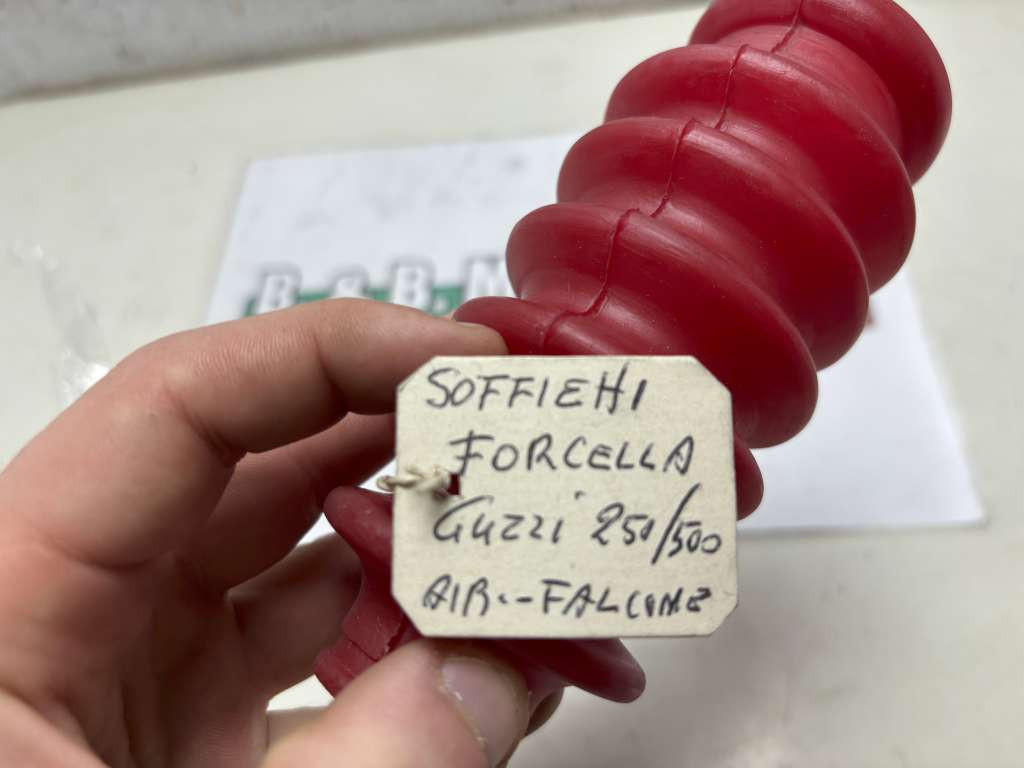 B & B. M
SOFFIEHI
FORCELLA
GUZZI 250/500
AIR.-FALCONE